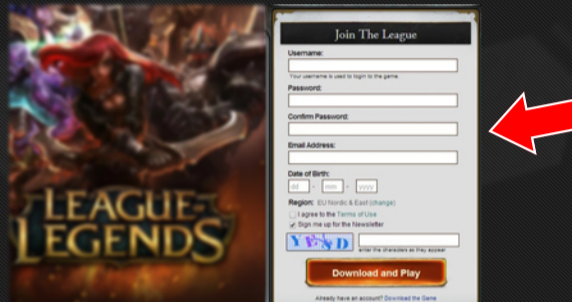 LEAGUE
LEGENDS
Join The League
Username:
Your username is used to login to the game.
Password:
Confirm Password:
Email Address:
Date of Birth:
dd - mm - yyyy
Region: EU Nordic & East (change)
I agree to the Terms of Use
Sign me up for the Newsletter
enter the characters as they appear
Download and Play
Already have an account? Download the Game